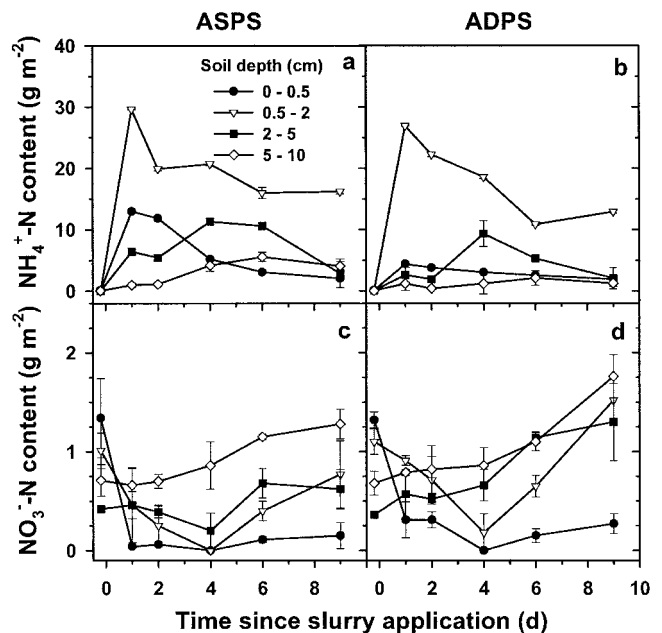 ASPS
ADPS
NH₄⁺-N content (g m⁻²)
40
30
20
10
0
Soil depth (cm)
0 - 0.5
0.5 - 2
2 - 5
5 - 10
a
b
NO₃⁻-N content (g m⁻²)
2
1
0
c
d
0 2 4 6 8 0 2 4 6 8 10
Time since slurry application (d)